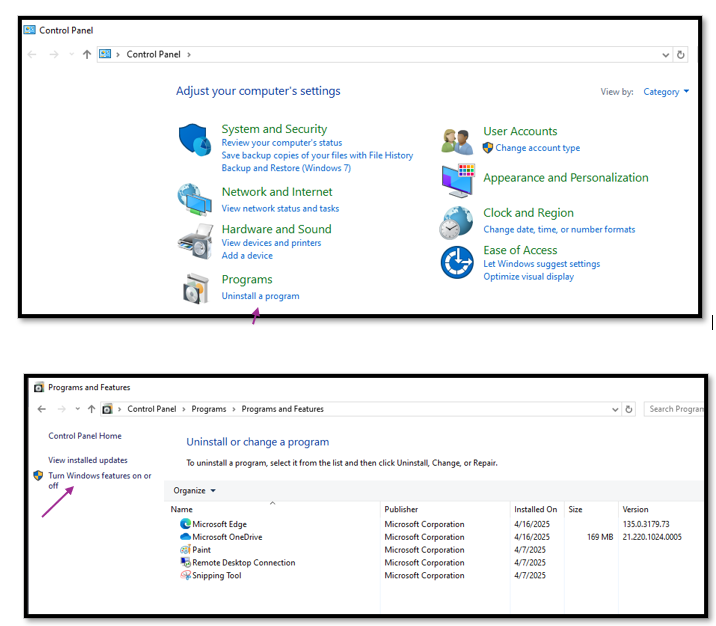 Control Panel
Control Panel
Adjust your computer's settings
View by: Category
System and Security
Review your computer's status
Save backup copies of your files with File History
Backup and Restore (Windows 7)
Network and Internet
View network status and tasks
Hardware and Sound
View devices and printers
Add a device
Programs
Uninstall a program
User Accounts
Change account type
Appearance and Personalization
Clock and Region
Change date, time, or number formats
Ease of Access
Let Windows suggest settings
Optimize visual display
Programs and Features
Control Panel > Programs > Programs and Features
Search Program
Control Panel Home
View installed updates
Turn Windows features on or
off
Uninstall or change a program
To uninstall a program, select it from the list and then click Uninstall, Change, or Repair.
Organize
Name Publisher Installed On Size Version
Microsoft Edge Microsoft Corporation 4/16/2025 135.0.3179.73
Microsoft OneDrive Microsoft Corporation 4/16/2025 169 MB 21.220.1024.0005
Paint Microsoft Corporation 4/7/2025
Remote Desktop Connection Microsoft Corporation 4/7/2025
Snipping Tool Microsoft Corporation 4/7/2025